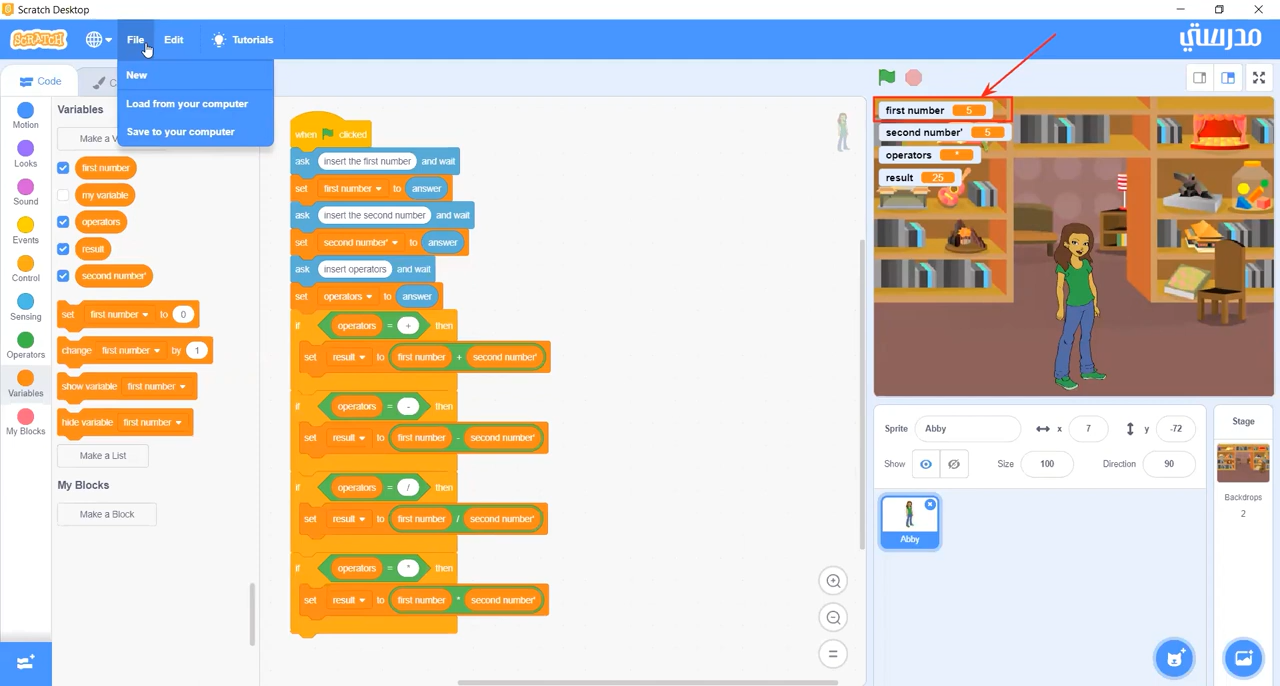 Scratch Desktop
SCRATCH
File
Edit
Tutorials
مدرستي
New
Load from your computer
Save to your computer
Code
C
Motion
Looks
Sound
Events
Control
Sensing
Operators
Variables
My Blocks
Variables
Make a V
first number
my variable
operators
result
second number'
set first number to 0
change first number by 1
show variable first number
hide variable first number
Make a List
My Blocks
Make a Block
when clicked
ask insert the first number and wait
set first number to answer
ask insert the second number and wait
set second number' to answer
ask insert operators and wait
set operators to answer
if operators = + then
set result to first number + second number'
if operators = - then
set result to first number - second number'
if operators = / then
set result to first number / second number'
if operators = * then
set result to first number * second number'
first number 5
second number' 5
operators *
result 25
Sprite Abby x 7 y -72
Show Size 100 Direction 90
Abby
Stage
Backdrops
2